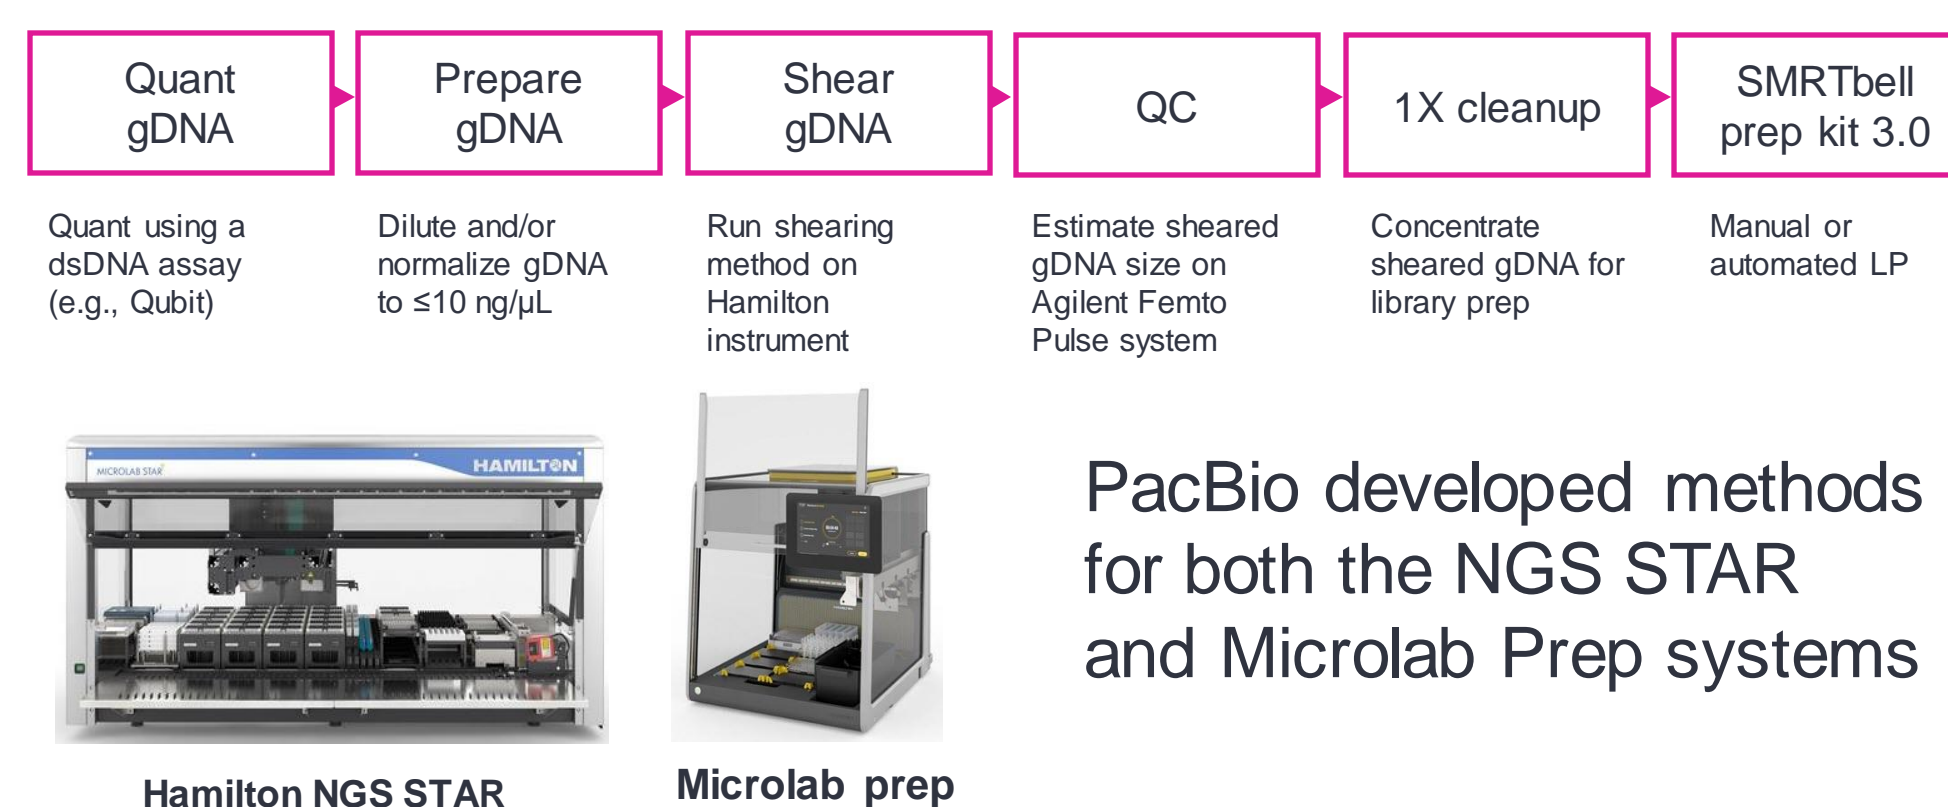 Quant
gDNA
Prepare
gDNA
Shear
gDNA
QC
1X cleanup
SMRTbell
prep kit 3.0
Quant using a
dsDNA assay
(e.g., Qubit)
Dilute and/or
normalize gDNA
to ≤10 ng/µL
Run shearing
method on
Hamilton
instrument
Estimate sheared
gDNA size on
Agilent Femto
Pulse system
Concentrate
sheared gDNA for
library prep
Manual or
automated LP
MICROLAB STAR
HAMILTON
PacBio developed methods
for both the NGS STAR
and Microlab Prep systems
Hamilton NGS STAR
Microlab prep